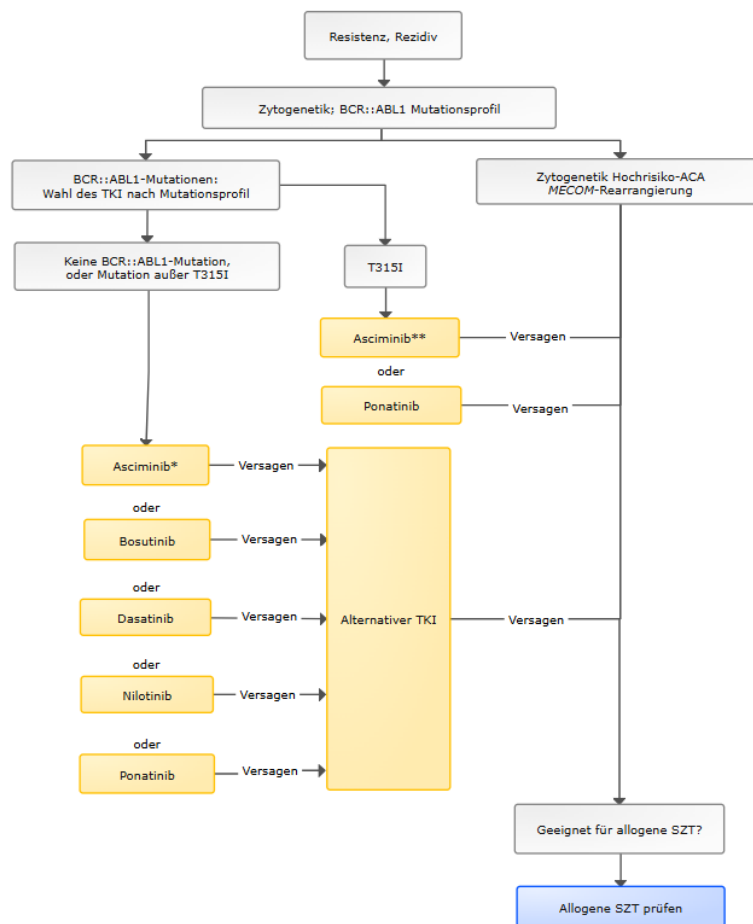 Resistenz, Rezidiv
Zytogenetik; BCR::ABL1 Mutationsprofil
BCR::ABL1-Mutationen:
Wahl des TKI nach Mutationsprofil
Zytogenetik Hochrisiko-ACA
MECOM-Rearrangierung
Keine BCR::ABL1-Mutation,
oder Mutation außer T315I
T315I
Asciminib**
Versagen
oder
Ponatinib
Versagen
Asciminib*
Versagen
oder
Bosutinib
Versagen
oder
Dasatinib
Versagen
Alternativer TKI
Versagen
oder
Nilotinib
Versagen
oder
Ponatinib
Versagen
Geeignet für allogene SZT?
Allogene SZT prüfen